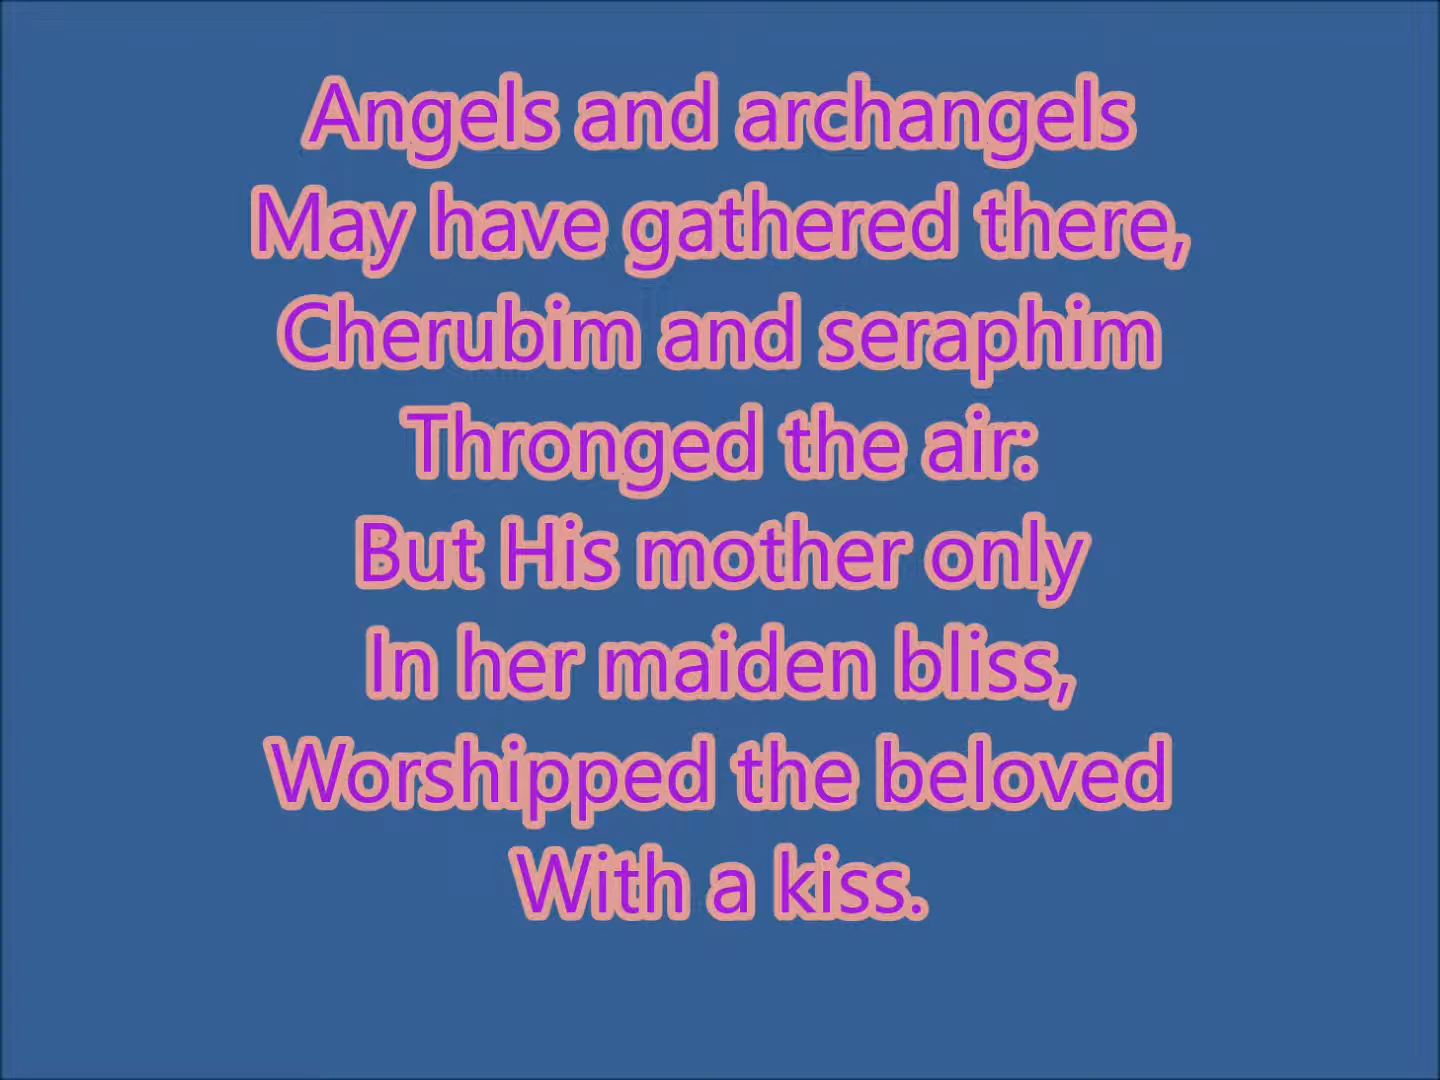 Angels and archangels
May have gathered there,
Cherubim and seraphim
Thronged the air:
But His mother only
In her maiden bliss,
Worshipped the beloved
With a kiss.